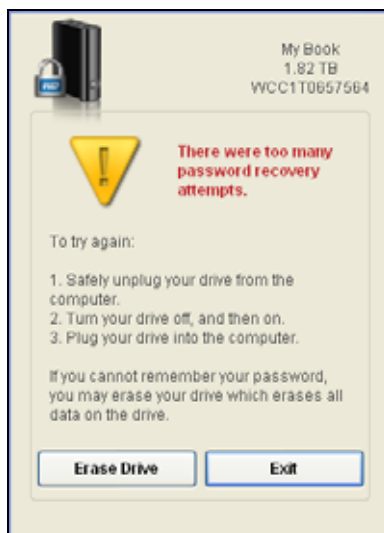 My Book
1.82 TB
WCC1T0657564
There were too many
password recovery
attempts.
To try again:
1. Safely unplug your drive from the
computer.
2. Turn your drive off, and then on.
3. Plug your drive into the computer.
If you cannot remember your password,
you may erase your drive which erases all
data on the drive.
Erase Drive Exit